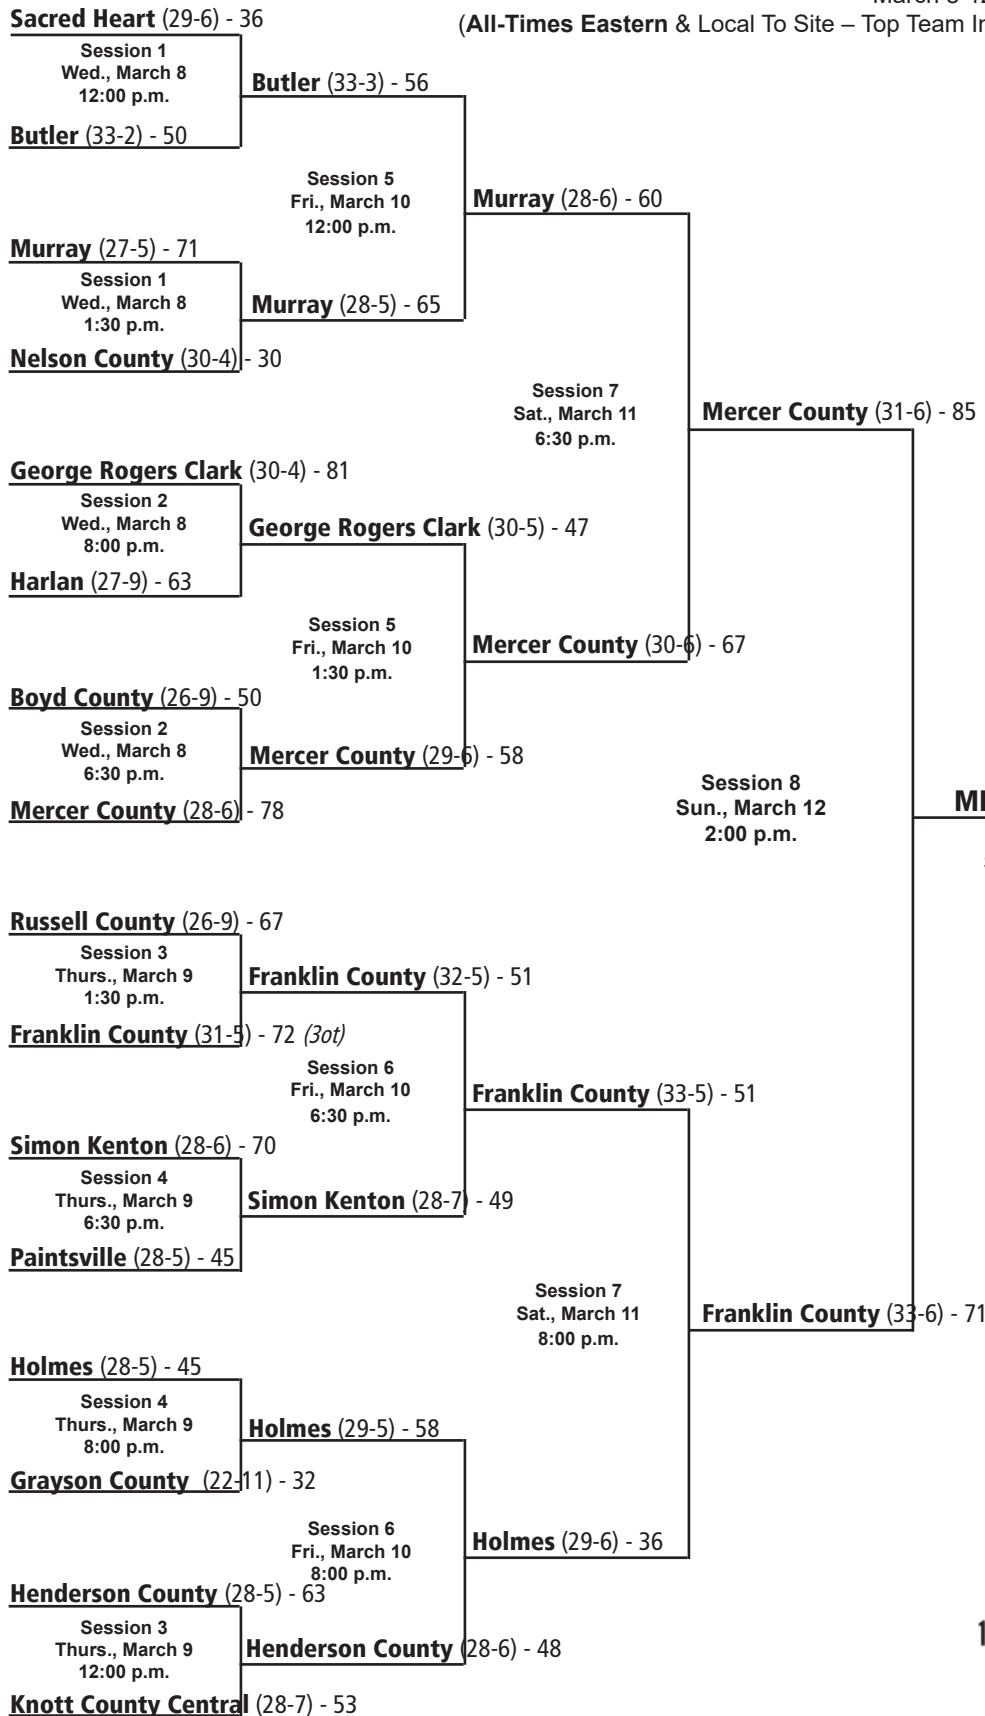 Sacred Heart (29-6) - 36
(All-Times Eastern & Local To Site – Top Team
Session 1
Wed., March 8
12:00 p.m.
Butler (33-3) - 56
Butler (33-2) - 50
Session 5
Fri., March 10
12:00 p.m.
Murray (28-6) - 60
Murray (27-5) - 71
Session 1
Wed., March 8
1:30 p.m.
Murray (28-5) - 65
Nelson County (30-4) - 30
Session 7
Sat., March 11
6:30 p.m.
Mercer County (31-6) - 85
George Rogers Clark (30-4) - 81
Session 2
Wed., March 8
8:00 p.m.
George Rogers Clark (30-5) - 47
Harlan (27-9) - 63
Session 5
Fri., March 10
1:30 p.m.
Mercer County (30-6) - 67
Boyd County (26-9) - 50
Session 2
Wed., March 8
6:30 p.m.
Mercer County (29-6) - 58
Mercer County (28-6) - 78
Session 8
Sun., March 12
2:00 p.m.
Russell County (26-9) - 67
Session 3
Thurs., March 9
1:30 p.m.
Franklin County (32-5) - 51
Franklin County (31-5) - 72 (3ot)
Session 6
Fri., March 10
6:30 p.m.
Franklin County (33-5) - 51
Simon Kenton (28-6) - 70
Session 4
Thurs., March 9
6:30 p.m.
Simon Kenton (28-7) - 49
Paintsville (28-5) - 45
Session 7
Sat., March 11
8:00 p.m.
Franklin County (33-6) - 71
Holmes (28-5) - 45
Session 4
Thurs., March 9
8:00 p.m.
Holmes (29-5) - 58
Grayson County (22-11) - 32
Session 6
Fri., March 10
8:00 p.m.
Holmes (29-6) - 36
Henderson County (28-5) - 63
Session 3
Thurs., March 9
12:00 p.m.
Henderson County (28-6) - 48
Knott County Central (28-7) - 53